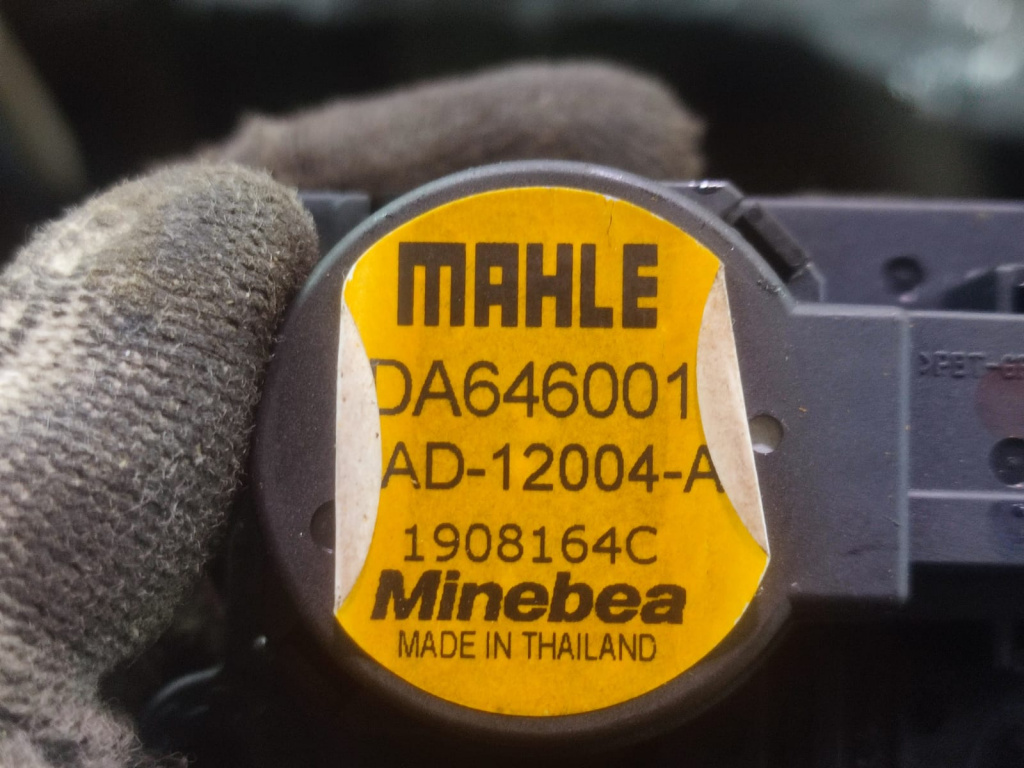 MAHLE
DA646001
AD-12004-A
1908164C
Minebea
MADE IN THAILAND